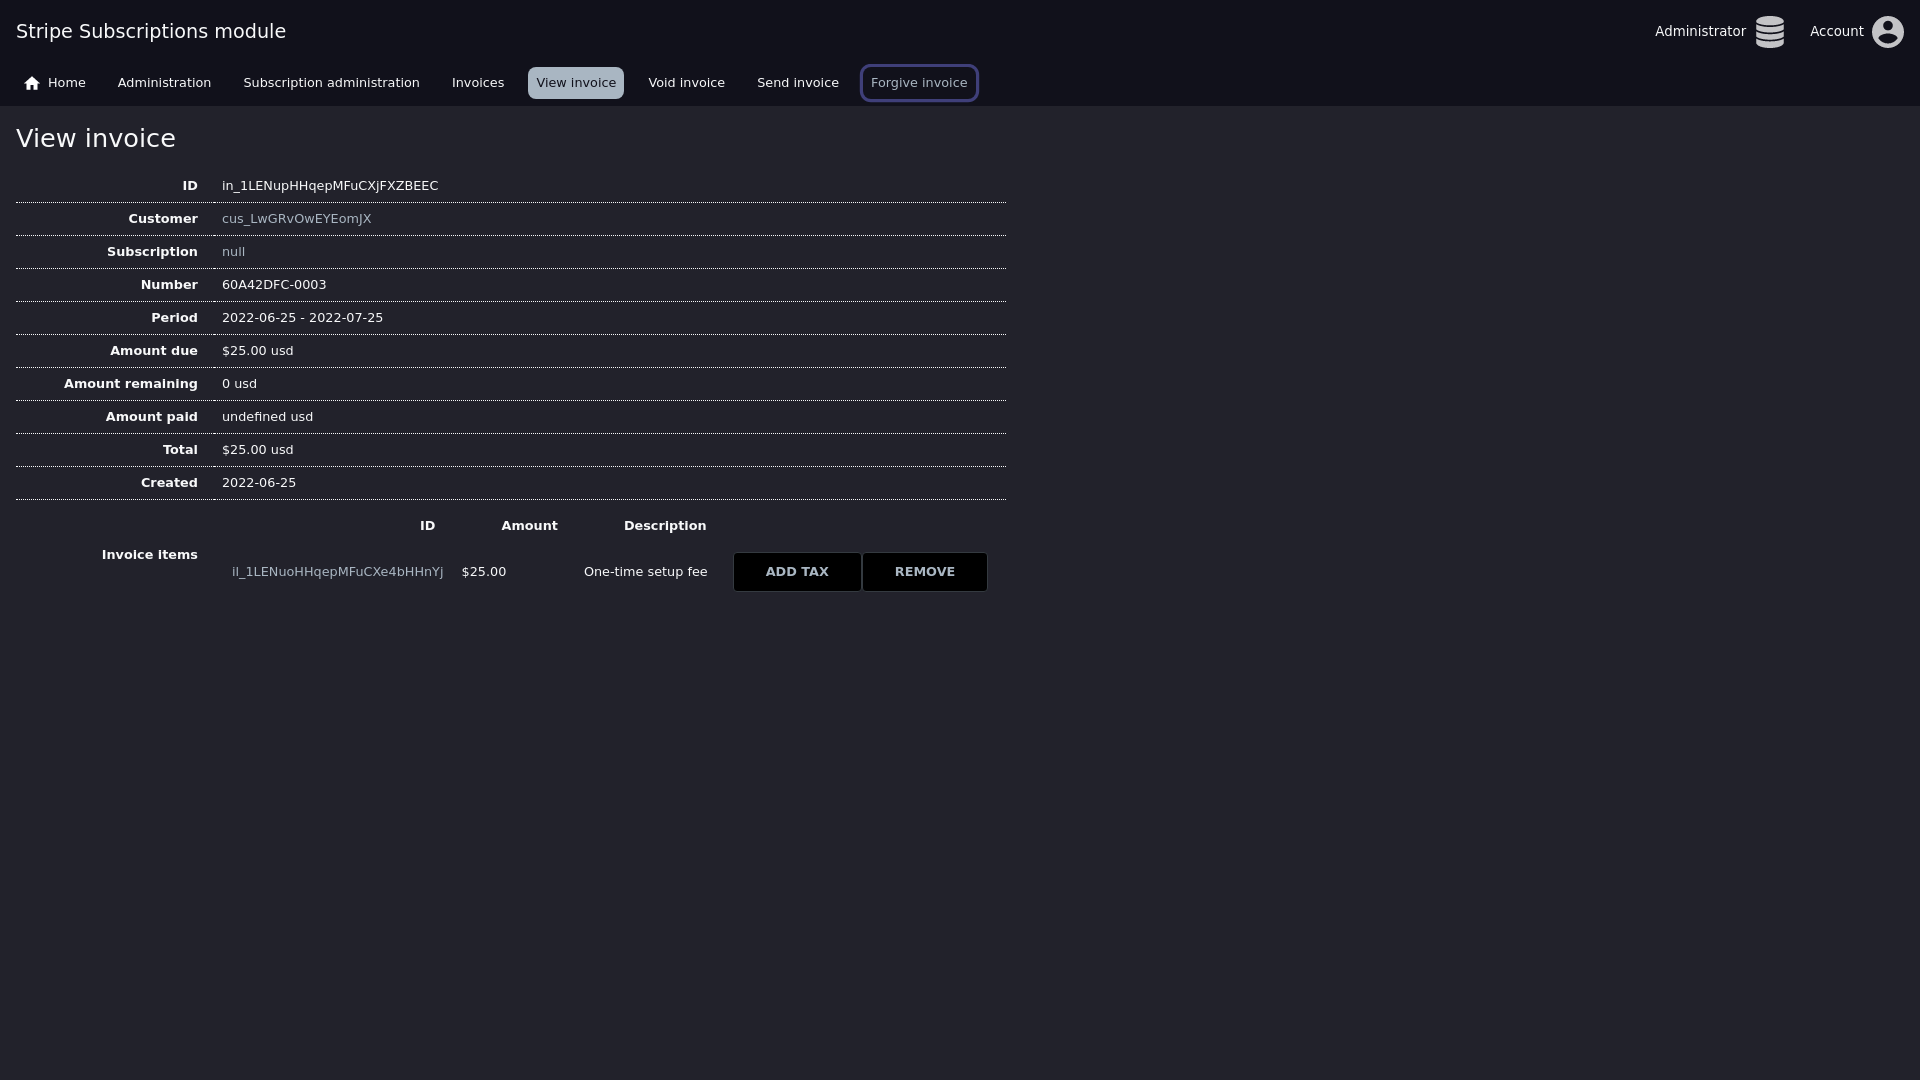 Stripe Subscriptions module
Administrator
Account
Home
Administration
Subscription administration
Invoices
View invoice
Void invoice
Send invoice
Forgive invoice
View invoice
ID in_1LENupHHqepMFuCXjFXZBEEC
Customer cus_LwGRvOwEYEomJX
Subscription null
Number 60A42DFC-0003
Period 2022-06-25 - 2022-07-25
Amount due $25.00 usd
Amount remaining 0 usd
Amount paid undefined usd
Total $25.00 usd
Created 2022-06-25
Invoice items
ID Amount Description
il_1LENuoHHqepMFuCXe4bHHnYj $25.00 One-time setup fee ADD TAX REMOVE